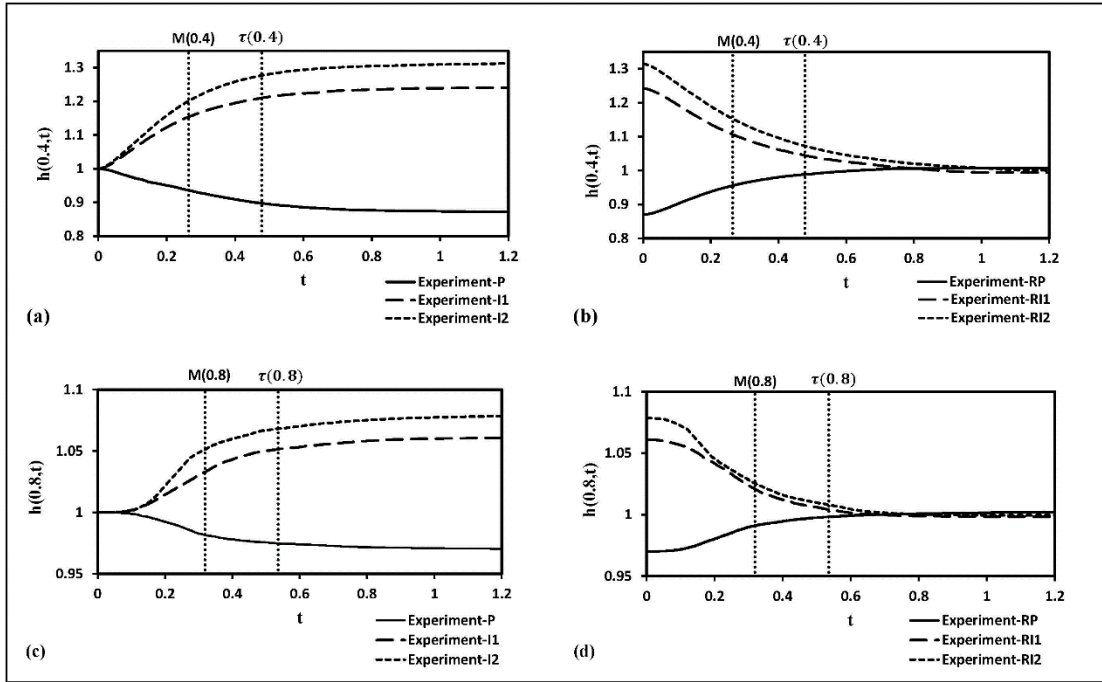 M(0.4) τ(0.4)
1.3
1.2
1.1
1
0.9
0.8
h(0.4,t)
0 0.2 0.4 0.6 0.8 1 1.2
t
Experiment-P
Experiment-I1
Experiment-I2
(a)
M(0.4) τ(0.4)
1.3
1.2
1.1
1
0.9
0.8
h(0.4,t)
0 0.2 0.4 0.6 0.8 1 1.2
t
Experiment-RP
Experiment-RI1
Experiment-RI2
(b)
M(0.8) τ(0.8)
1.1
1.05
1
0.95
h(0.8,t)
0 0.2 0.4 0.6 0.8 1 1.2
t
Experiment-P
Experiment-I1
Experiment-I2
(c)
M(0.8) τ(0.8)
1.1
1.05
1
0.95
h(0.8,t)
0 0.2 0.4 0.6 0.8 1 1.2
t
Experiment-RP
Experiment-RI1
Experiment-RI2
(d)